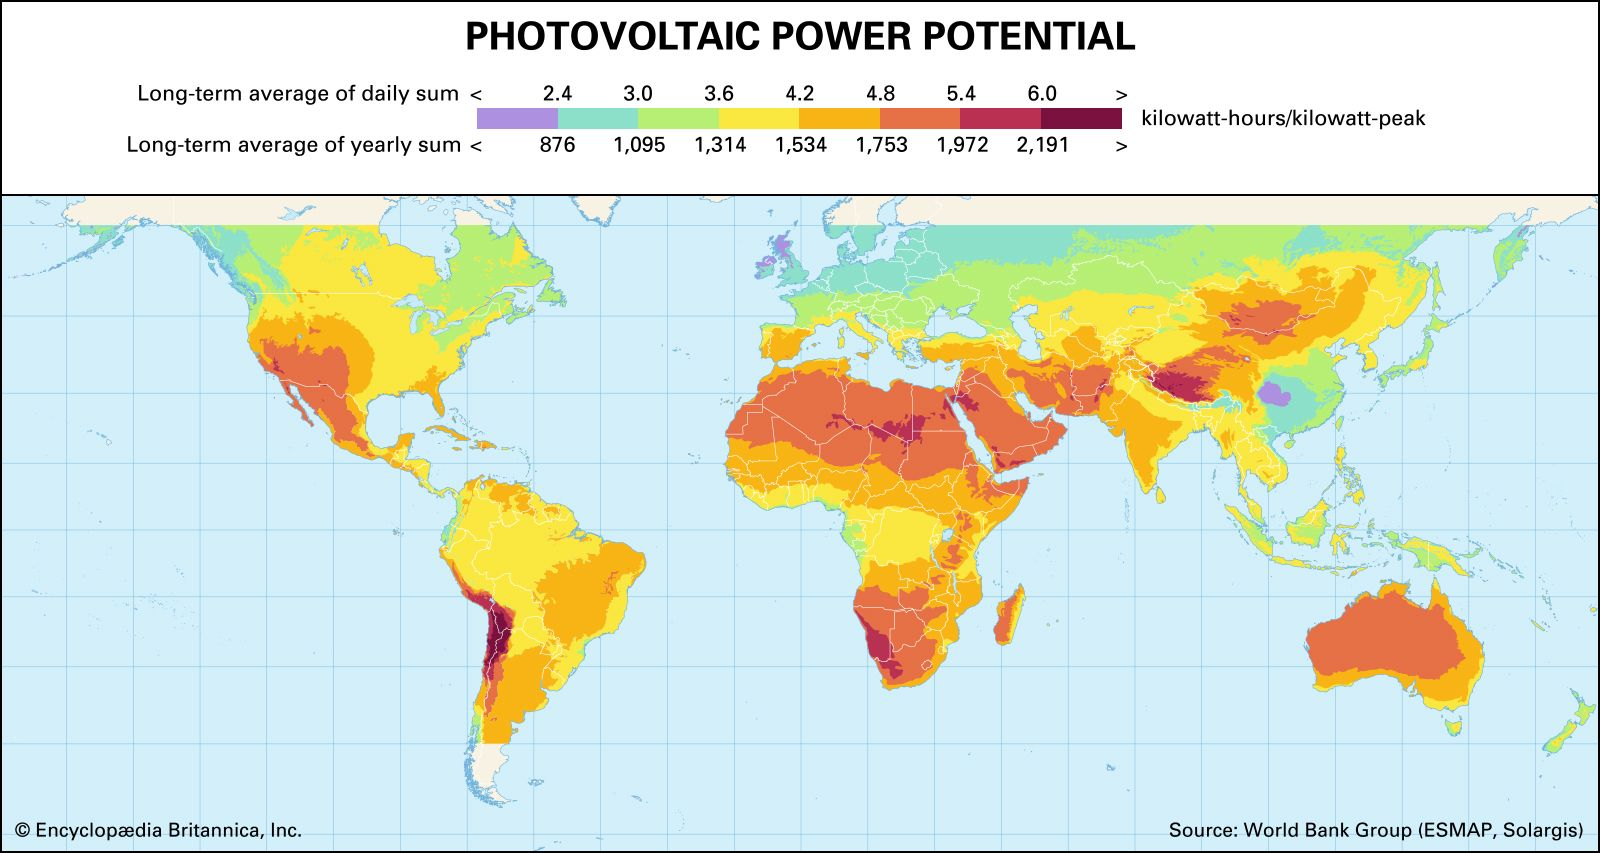 PHOTOVOLTAIC POWER POTENTIAL
Long-term average of daily sum < 2.4 3.0 3.6 4.2 4.8 5.4 6.0 >
kilowatt-hours/kilowatt-peak
Long-term average of yearly sum < 876 1,095 1,314 1,534 1,753 1,972 2,191 >
© Encyclopædia Britannica, Inc.
Source: World Bank Group (ESMAP, Solargis)